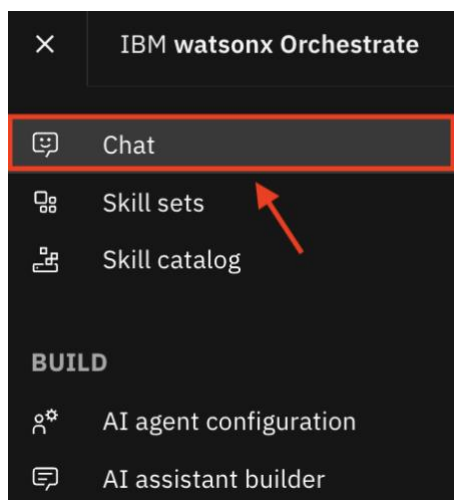 IBM watsonx Orchestrate
Chat
Skill sets
Skill catalog
BUILD
AI agent configuration
AI assistant builder